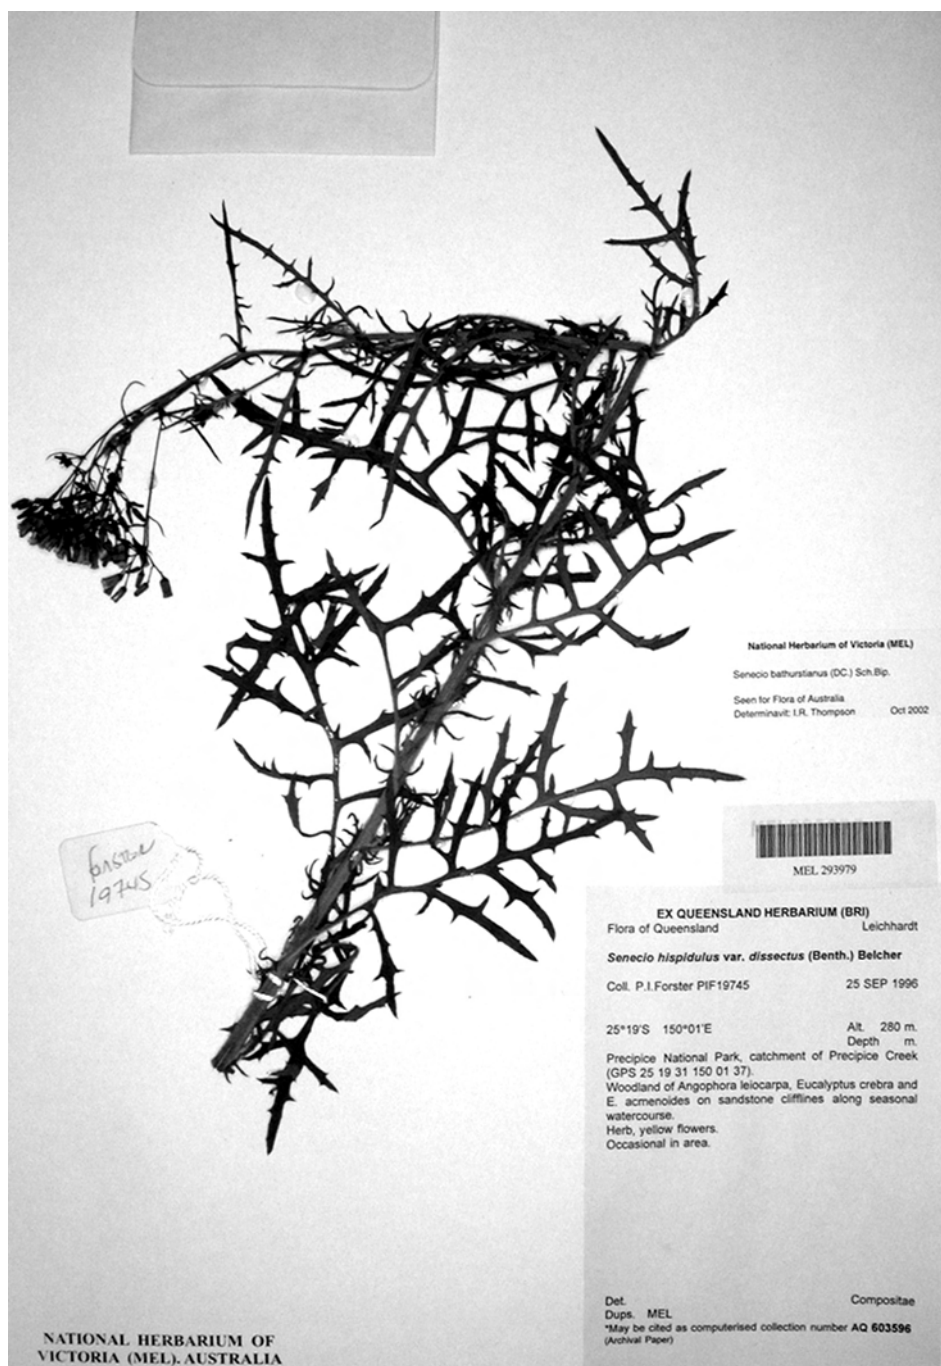 National Herbarium of Victoria (MEL)
Senecio bathurstianus (DC.) Sch.Bip.
Seen for Flora of Australia
Determinavit: I.R. Thompson Oct 2002
Forster
19745
MEL 293979
EX QUEENSLAND HERBARIUM (BRI)
Flora of Queensland Leichhardt
Senecio hispidulus var. dissectus (Benth.) Belcher
Coll. P.I.Forster PIF19745 25 SEP 1996
25°19'S 150°01'E Alt. 280 m.
Depth m.
Precipice National Park, catchment of Precipice Creek
(GPS 25 19 31 150 01 37).
Woodland of Angophora leiocarpa, Eucalyptus crebra and
E. acmenoides on sandstone clifflines along seasonal
watercourse.
Herb, yellow flowers.
Occasional in area.
Det. Compositae
Dups. MEL
*May be cited as computerised collection number AQ 603596
(Archival Paper)
NATIONAL HERBARIUM OF
VICTORIA (MEL). AUSTRALIA